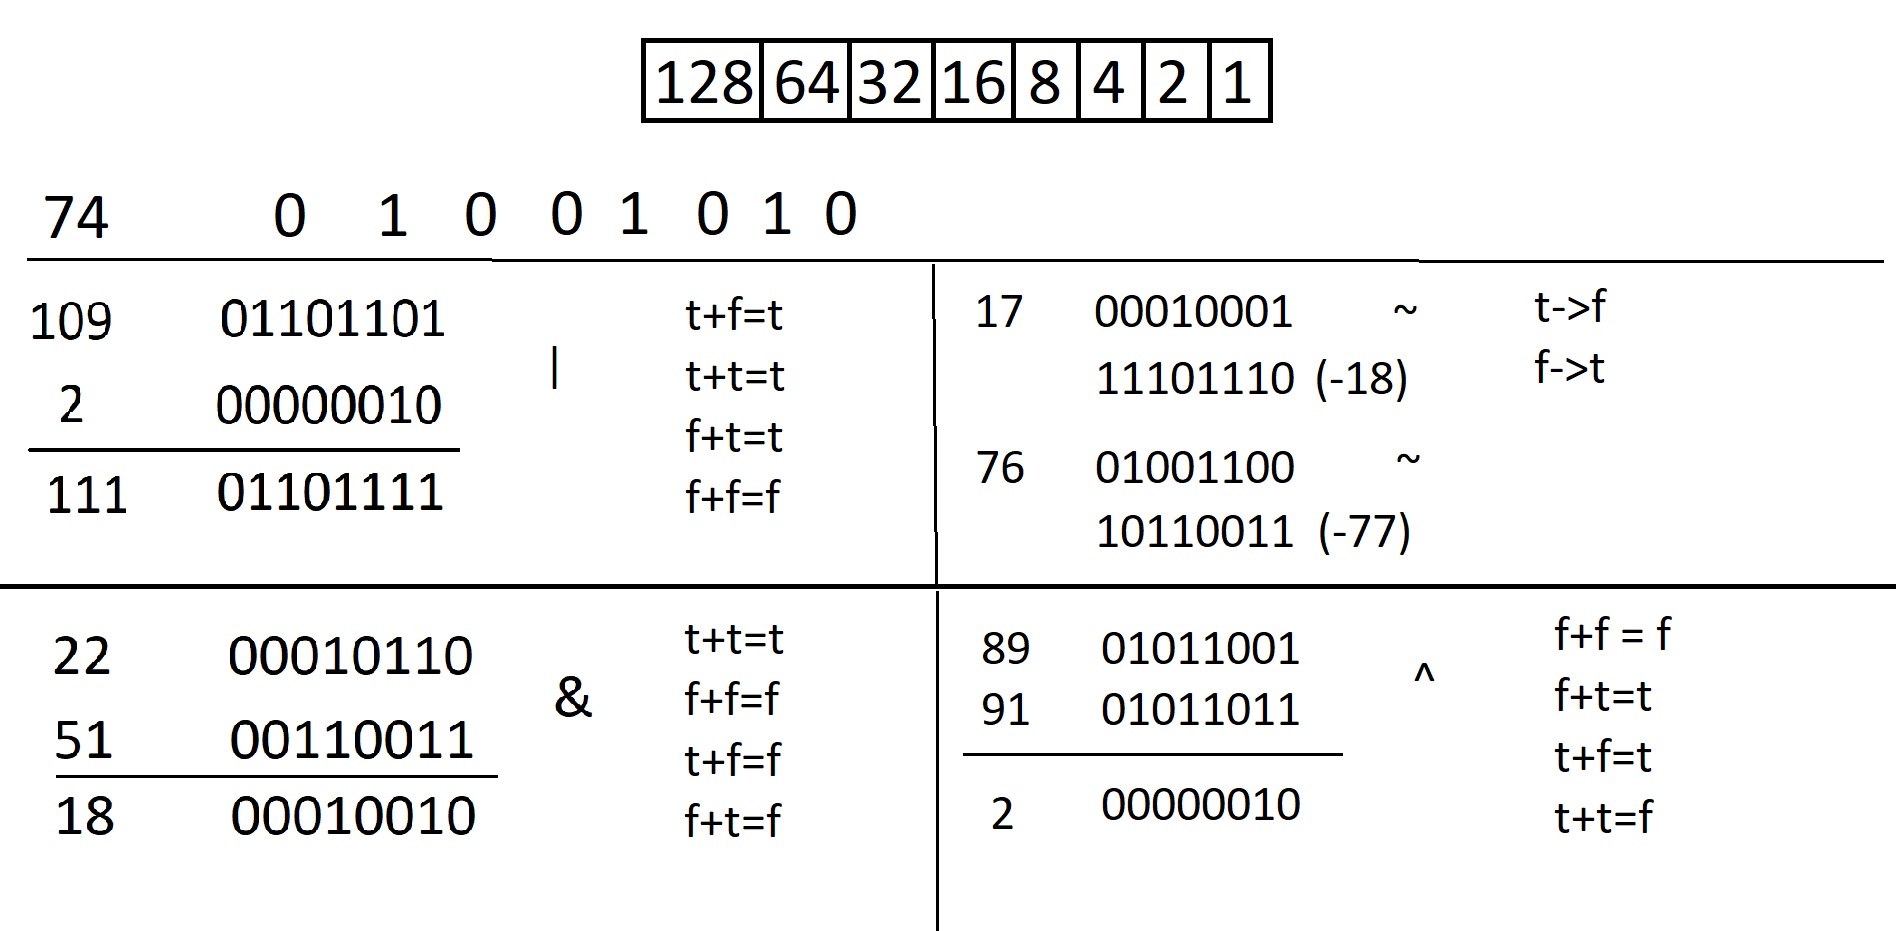 128 64 32 16 8 4 2 1
74 0 1 0 0 1 0 1 0
109 01101101
2 00000010
111 01101111
|
t+f=t
t+t=t
f+t=t
f+f=f
17 00010001 ~
11101110 (-18)
76 01001100 ~
10110011 (-77)
t->f
f->t
22 00010110
51 00110011
18 00010010
&
t+t=t
f+f=f
t+f=f
f+t=f
89 01011001
91 01011011
2 00000010
^
f+f = f
f+t=t
t+f=t
t+t=f